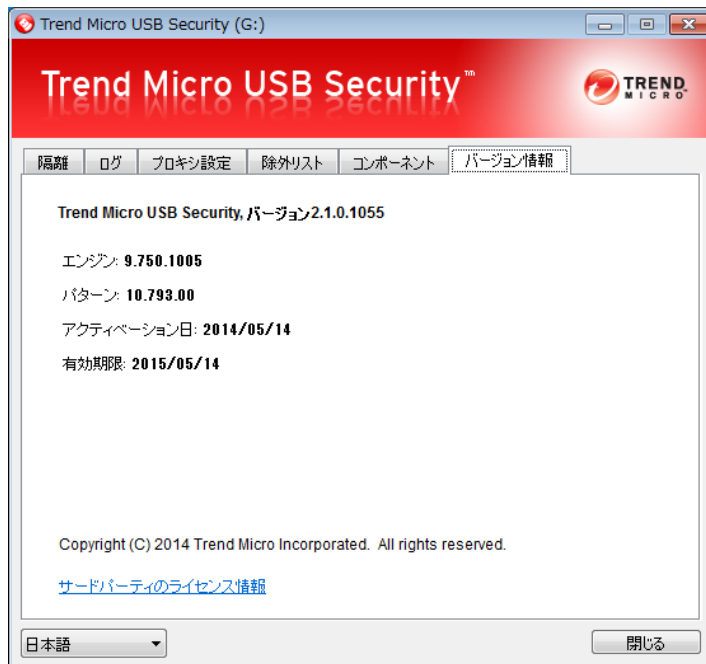 Trend Micro USB Security (G:)
Trend Micro USB Security™
TREND MICRO
隔離 ログ プロキシ設定 除外リスト コンポーネント バージョン情報
Trend Micro USB Security, バージョン2.1.0.1055
エンジン: 9.750.1005
パターン: 10.793.00
アクティベーション日: 2014/05/14
有効期限: 2015/05/14
Copyright (C) 2014 Trend Micro Incorporated. All rights reserved.
サードパーティのライセンス情報
日本語 閉じる